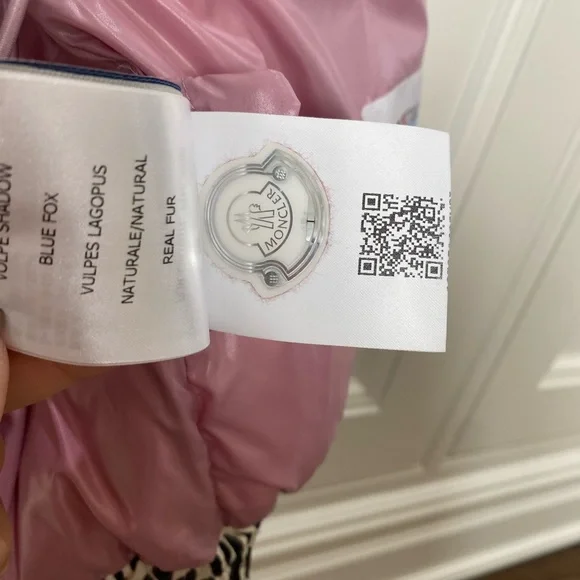 VULPE SHADOW
BLUE FOX
VULPES LAGOPUS
NATURALE/NATURAL
REAL FUR
MONCLER